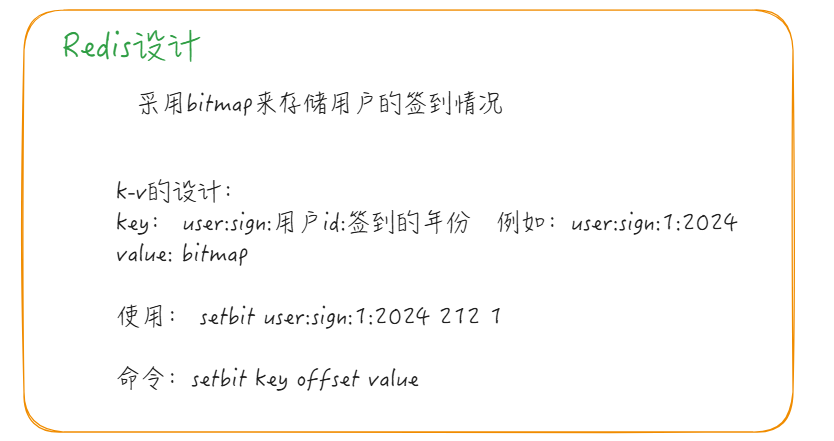 Redis设计
采用bitmap来存储用户的签到情况
k-v的设计：
key： user:sign:用户id:签到的年份 例如：user:sign:1:2024
value: bitmap
使用： setbit user:sign:1:2024 212 1
命令：setbit key offset value